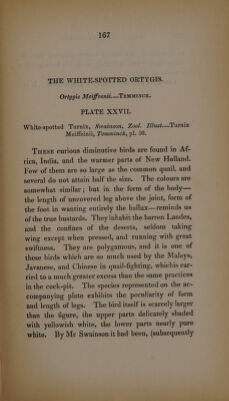 167
THE WHITE-SPOTTED ORTYGIS.
Ortygis Meiffrenii.—TEMMINCK.
PLATE XXVII.
White-spotted Turnix, Swainson, Zool. Illust.—Turnix
Meiffrinii, Temminck, pl. 60.
THESE curious diminutive birds are found in Af-
rica, India, and the warmer parts of New Holland.
Few of them are so large as the common quail, and
several do not attain half the size. The colours are
somewhat similar; but in the form of the body—
the length of uncovered leg above the joint, form of
the foot in wanting entirely the hallux—reminds us
of the true bustards. They inhabit the barren Landes,
and the confines of the deserts, seldom taking
wing except when pressed, and running with great
swiftness. They are polygamous, and it is one of
these birds which are so much used by the Malays,
Javanese, and Chinese in quail-fighting, which is car-
ried to a much greater excess than the same practices
in the cock-pit. The species represented on the ac-
companying plate exhibits the peculiarity of form
and length of legs. The bird itself is scarcely larger
than the figure, the upper parts delicately shaded
with yellowish white, the lower parts nearly pure
white. By Mr Swainson it had been, (subsequently